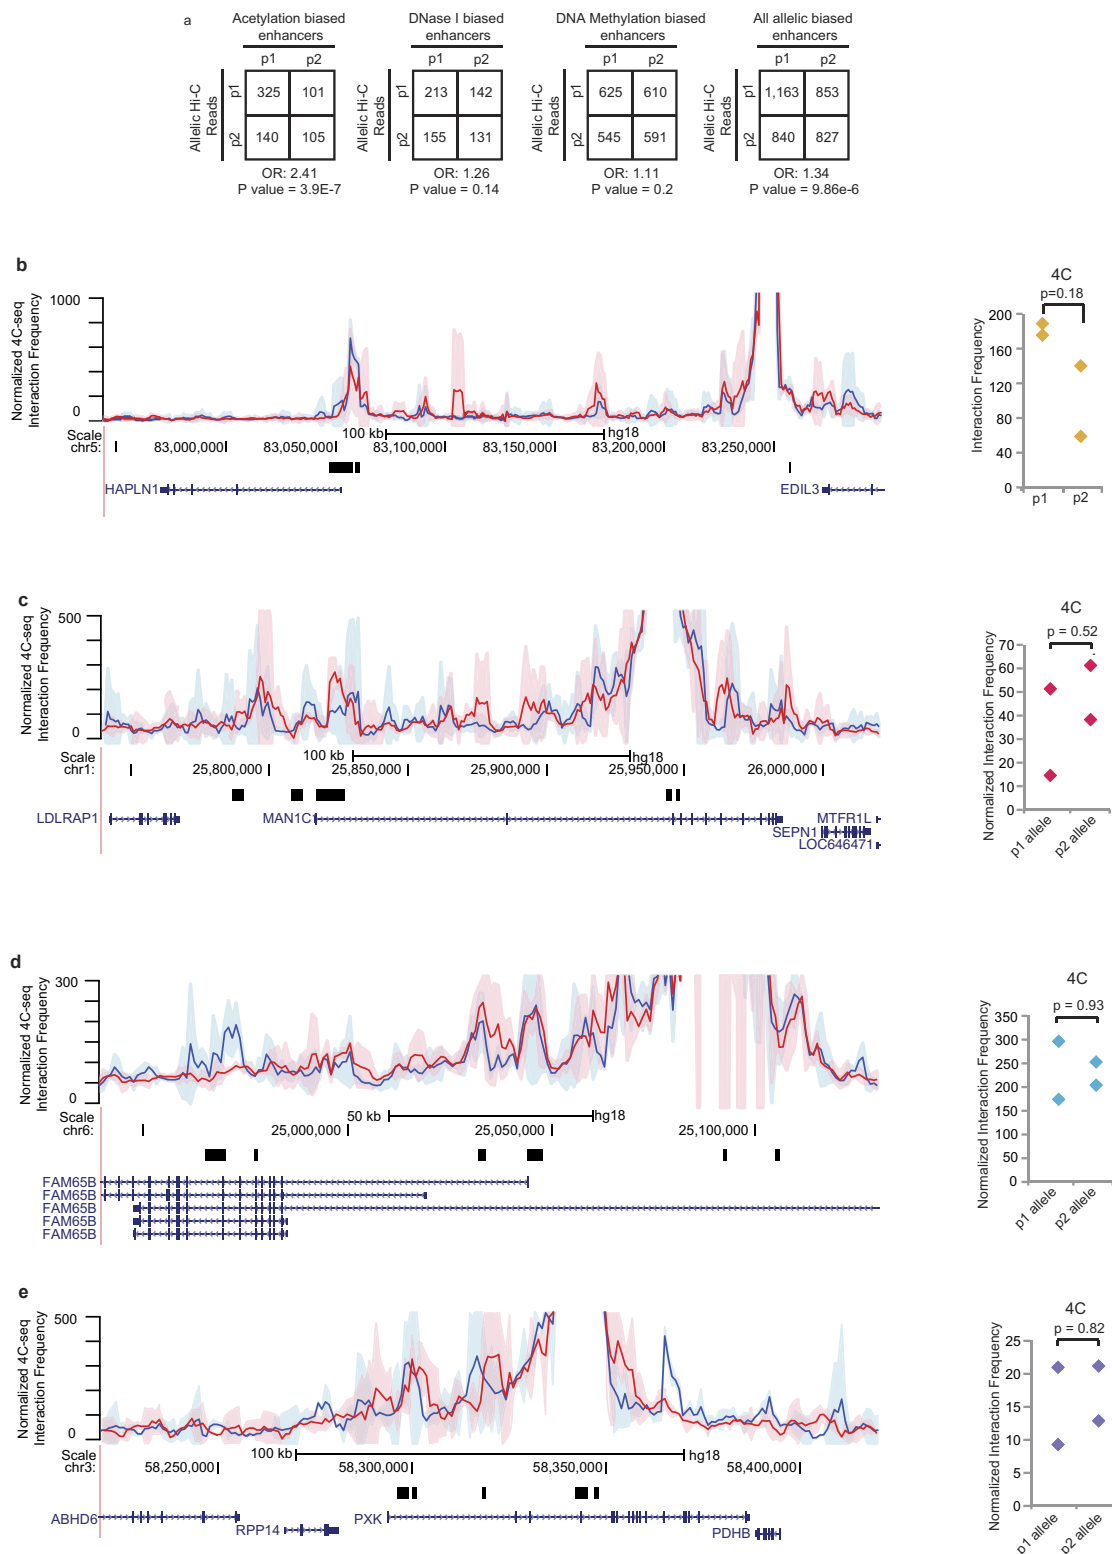 a
Acetylation biased enhancers
DNase I biased enhancers
DNA Methylation biased enhancers
All allelic biased enhancers
p1 p2
p1 p2
p1 p2
p1 p2
Allelic Hi-C Reads
p1 325 101
p2 140 105
Allelic Hi-C Reads
p1 213 142
p2 155 131
Allelic Hi-C Reads
p1 625 610
p2 545 591
Allelic Hi-C Reads
p1 1,163 853
p2 840 827
OR: 2.41
P value = 3.9E-7
OR: 1.26
P value = 0.14
OR: 1.11
P value = 0.2
OR: 1.34
P value = 9.86e-6
b
Normalized 4C-seq Interaction Frequency
1000
0
Scale
100 kb
hg18
chr5:
83,000,000
83,050,000
83,100,000
83,150,000
83,200,000
83,250,000
HAPLN1
EDIL3
4C
p=0.18
Interaction Frequency
200
160
120
80
40
0
p1
p2
c
Normalized 4C-seq Interaction Frequency
500
0
Scale
100 kb
hg18
chr1:
25,800,000
25,850,000
25,900,000
25,950,000
26,000,000
LDLRAP1
MAN1C1
MTFR1L
SEPN1
LOC646471
4C
p = 0.52
Normalized Interaction Frequency
70
60
50
40
30
20
10
0
p1 allele
p2 allele
d
Normalized 4C-seq Interaction Frequency
300
0
Scale
50 kb
hg18
chr6:
25,000,000
25,050,000
25,100,000
FAM65B
FAM65B
FAM65B
FAM65B
FAM65B
4C
p = 0.93
Normalized Interaction Frequency
350
300
250
200
150
100
50
0
p1 allele
p2 allele
e
Normalized 4C-seq Interaction Frequency
500
0
Scale
100 kb
hg18
chr3:
58,250,000
58,300,000
58,350,000
58,400,000
ABHD6
RPP14
PXK
PDHB
4C
p = 0.82
Normalized Interaction Frequency
25
20
15
10
5
0
p1 allele
p2 allele